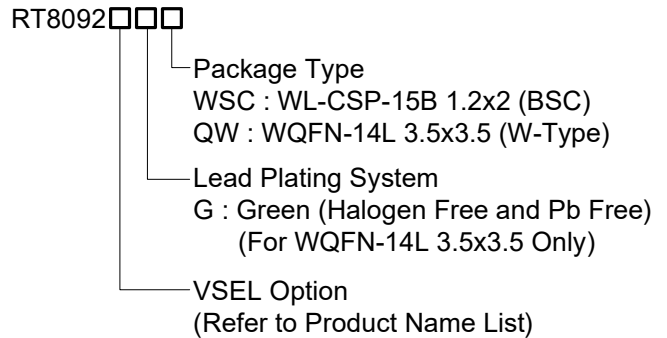 RT8092□□□
Package Type
WSC : WL-CSP-15B 1.2x2 (BSC)
QW : WQFN-14L 3.5x3.5 (W-Type)
Lead Plating System
G : Green (Halogen Free and Pb Free)
(For WQFN-14L 3.5x3.5 Only)
VSEL Option
(Refer to Product Name List)